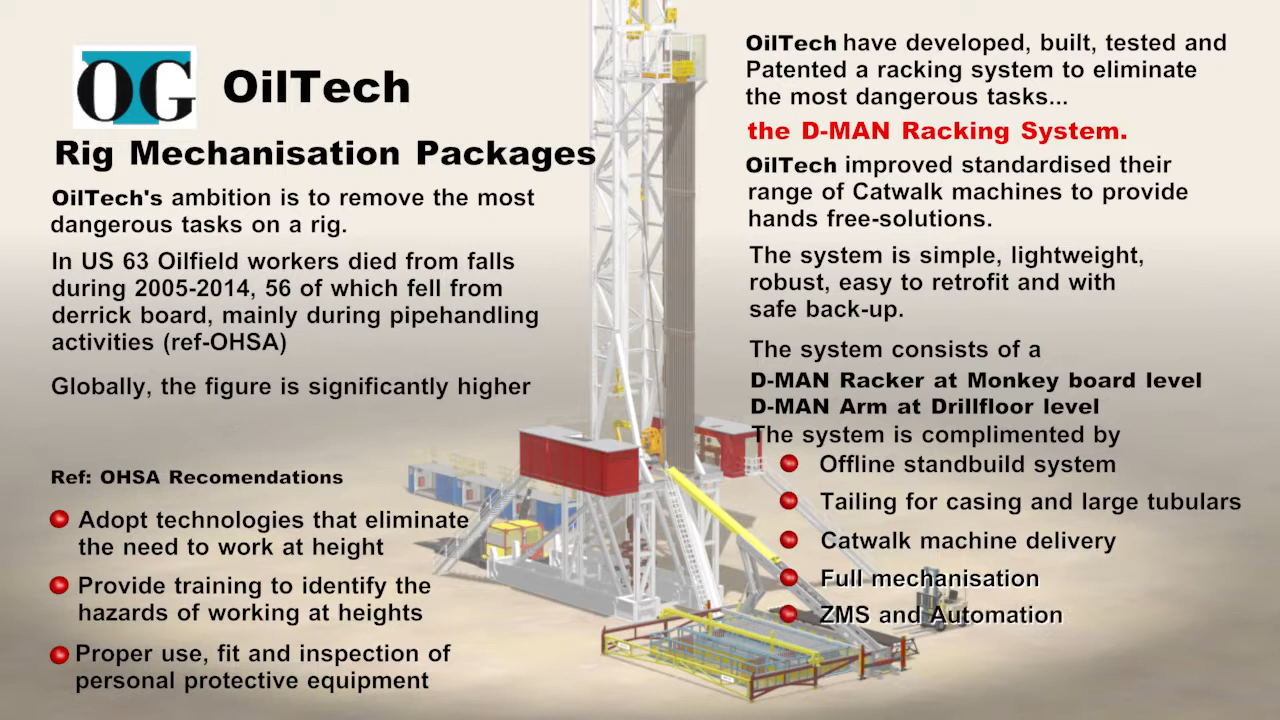 OTG
OilTech
Rig Mechanisation Packages
OilTech's ambition is to remove the most
dangerous tasks on a rig.
In US 63 Oilfield workers died from falls
during 2005-2014, 56 of which fell from
derrick board, mainly during pipehandling
activities (ref-OHSA)
Globally, the figure is significantly higher
Ref: OHSA Recomendations
Adopt technologies that eliminate
the need to work at height
Provide training to identify the
hazards of working at heights
Proper use, fit and inspection of
personal protective equipment
OilTech have developed, built, tested and
Patented a racking system to eliminate
the most dangerous tasks...
the D-MAN Racking System.
OilTech improved standardised their
range of Catwalk machines to provide
hands free-solutions.
The system is simple, lightweight,
robust, easy to retrofit and with
safe back-up.
The system consists of a
D-MAN Racker at Monkey board level
D-MAN Arm at Drillfloor level
The system is complimented by
Offline standbuild system
Tailing for casing and large tubulars
Catwalk machine delivery
Full mechanisation
ZMS and Automation